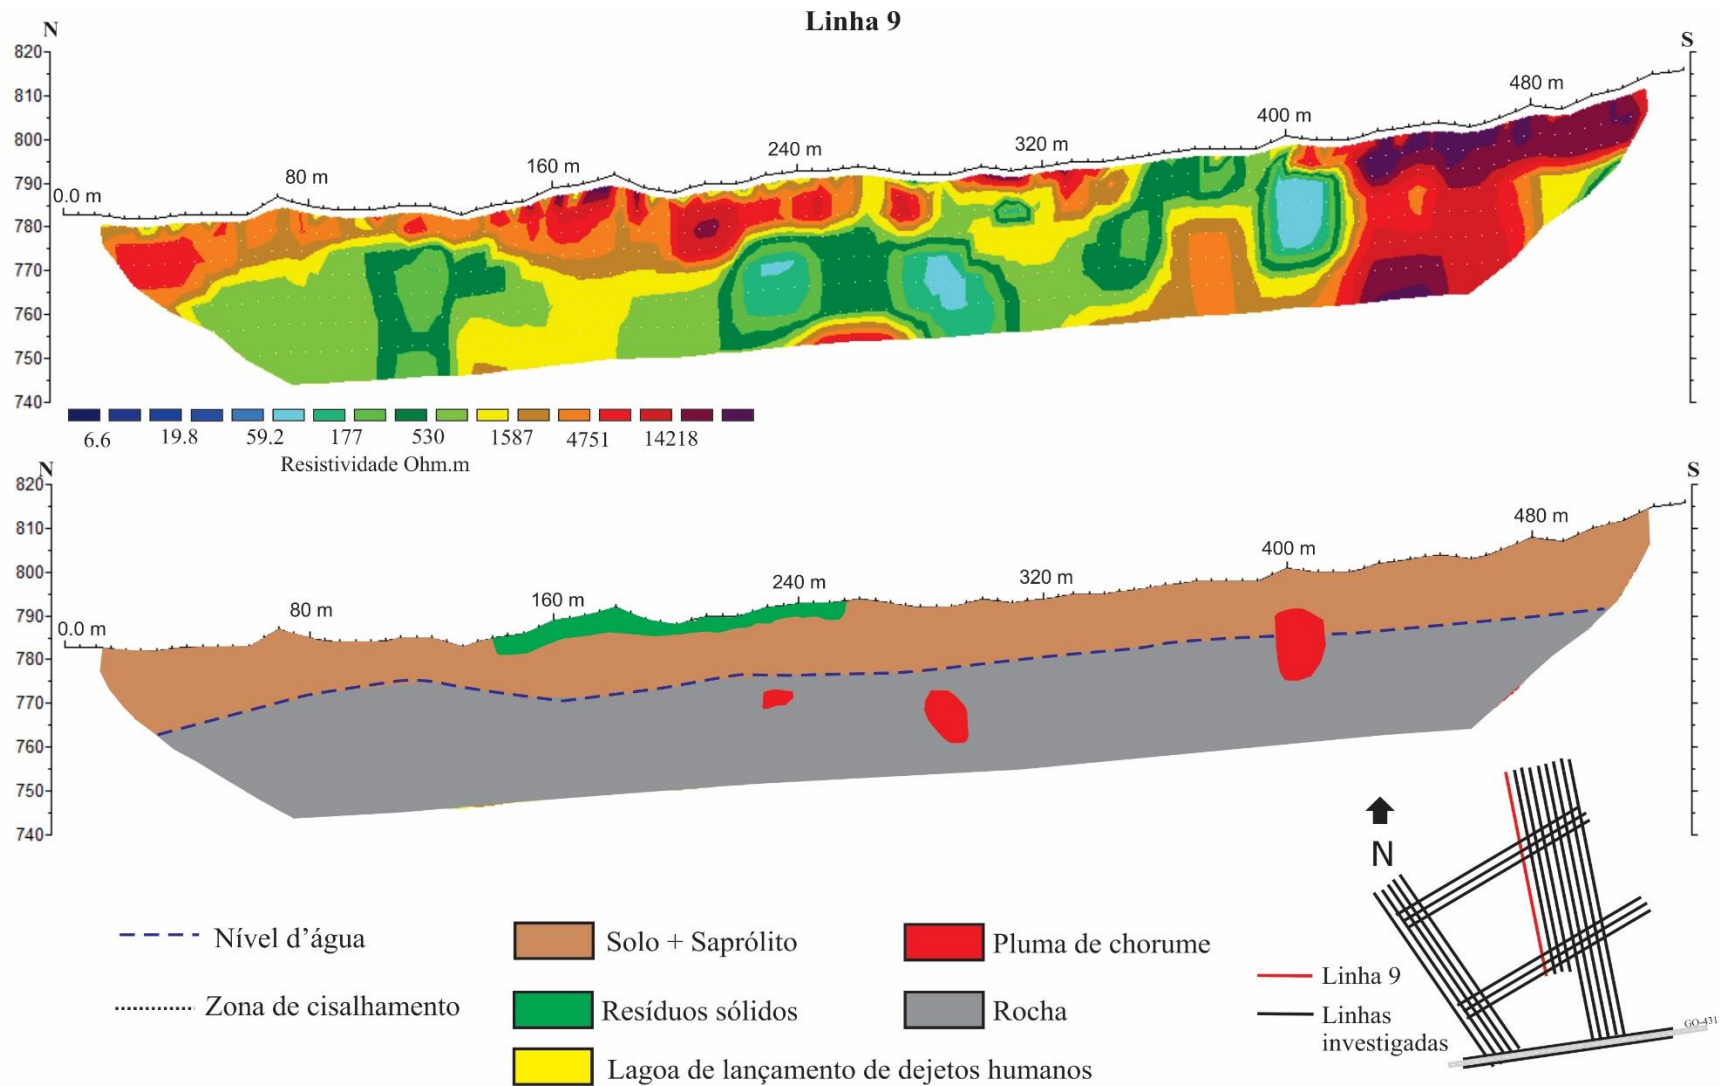 Linha 9
N
S
820
810
800
790
780
770
760
750
740
0.0 m
80 m
160 m
240 m
320 m
400 m
480 m
6.6 19.8 59.2 177 530 1587 4751 14218
Resistividade Ohm.m
N
S
820
810
800
790
780
770
760
750
740
0.0 m
80 m
160 m
240 m
320 m
400 m
480 m
N
Nível d’água
Solo + Saprólito
Pluma de chorume
Zona de cisalhamento
Resíduos sólidos
Rocha
Lagoa de lançamento de dejetos humanos
Linha 9
Linhas
investigadas
GO-431